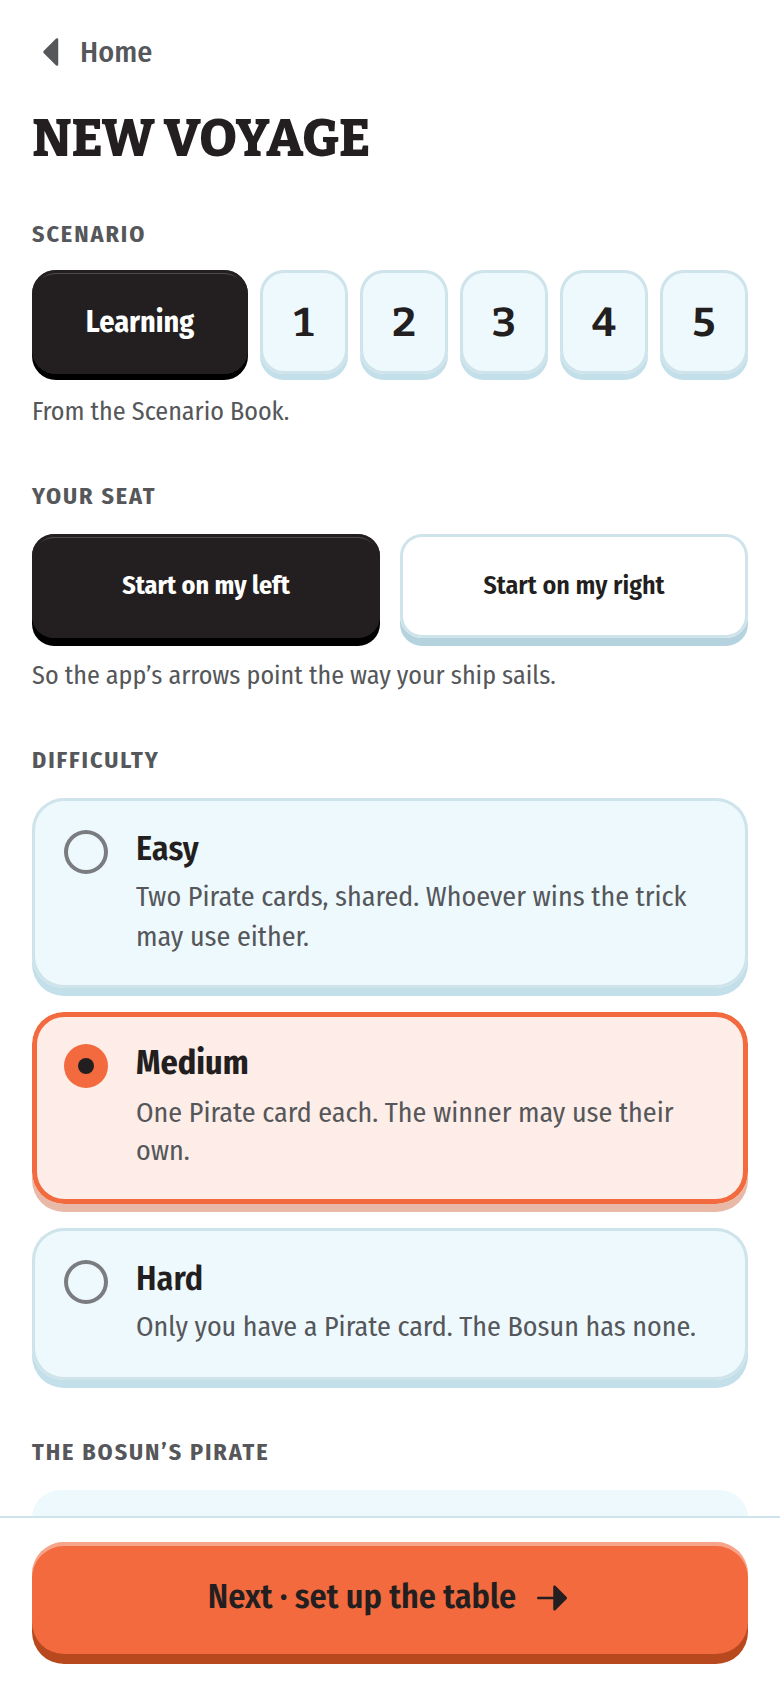 Home
NEW VOYAGE
SCENARIO
Learning
1
2
3
4
5
From the Scenario Book.
YOUR SEAT
Start on my left
Start on my right
So the app’s arrows point the way your ship sails.
DIFFICULTY
Easy
Two Pirate cards, shared. Whoever wins the trick
may use either.
Medium
One Pirate card each. The winner may use their
own.
Hard
Only you have a Pirate card. The Bosun has none.
THE BOSUN’S PIRATE
Next · set up the table